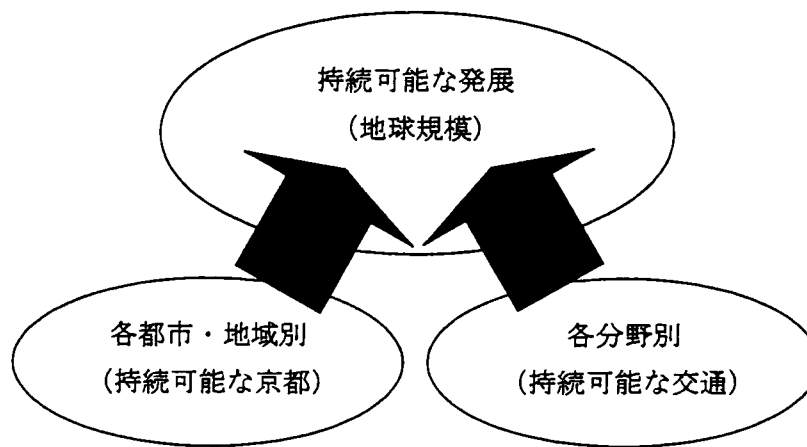 持続可能な発展
(地球規模)
各都市・地域別
(持続可能な京都)
各分野別
(持続可能な交通)